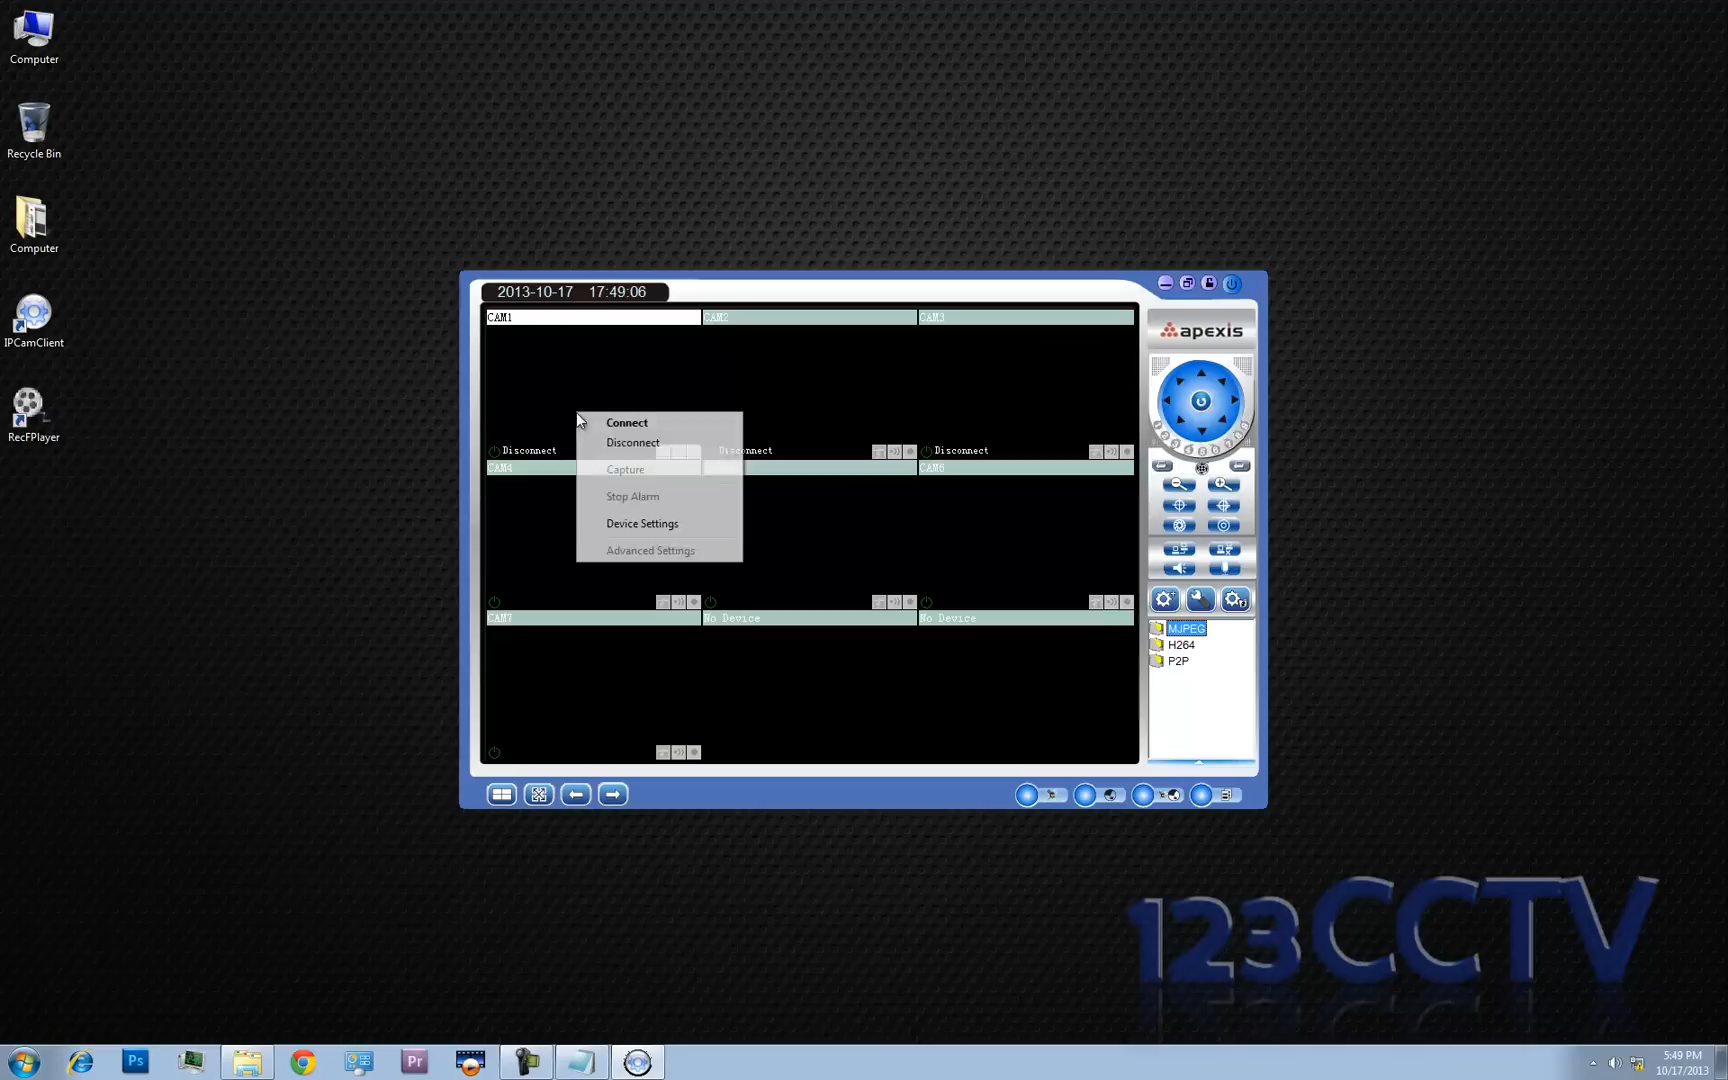 Computer
Recycle Bin
Computer
IPCamClient
RecFPlayer
2013-10-17 17:49:06
CAM1
CAM2
CAM3
Connect
Disconnect
Capture
Stop Alarm
Device Settings
Advanced Settings
Disconnect
Disconnect
Disconnect
CAM4
CAM6
CAM7
No Device
No Device
apexis
MJPEG
H264
P2P
123CCTV
Ps
Pr
5:49 PM
10/17/2013